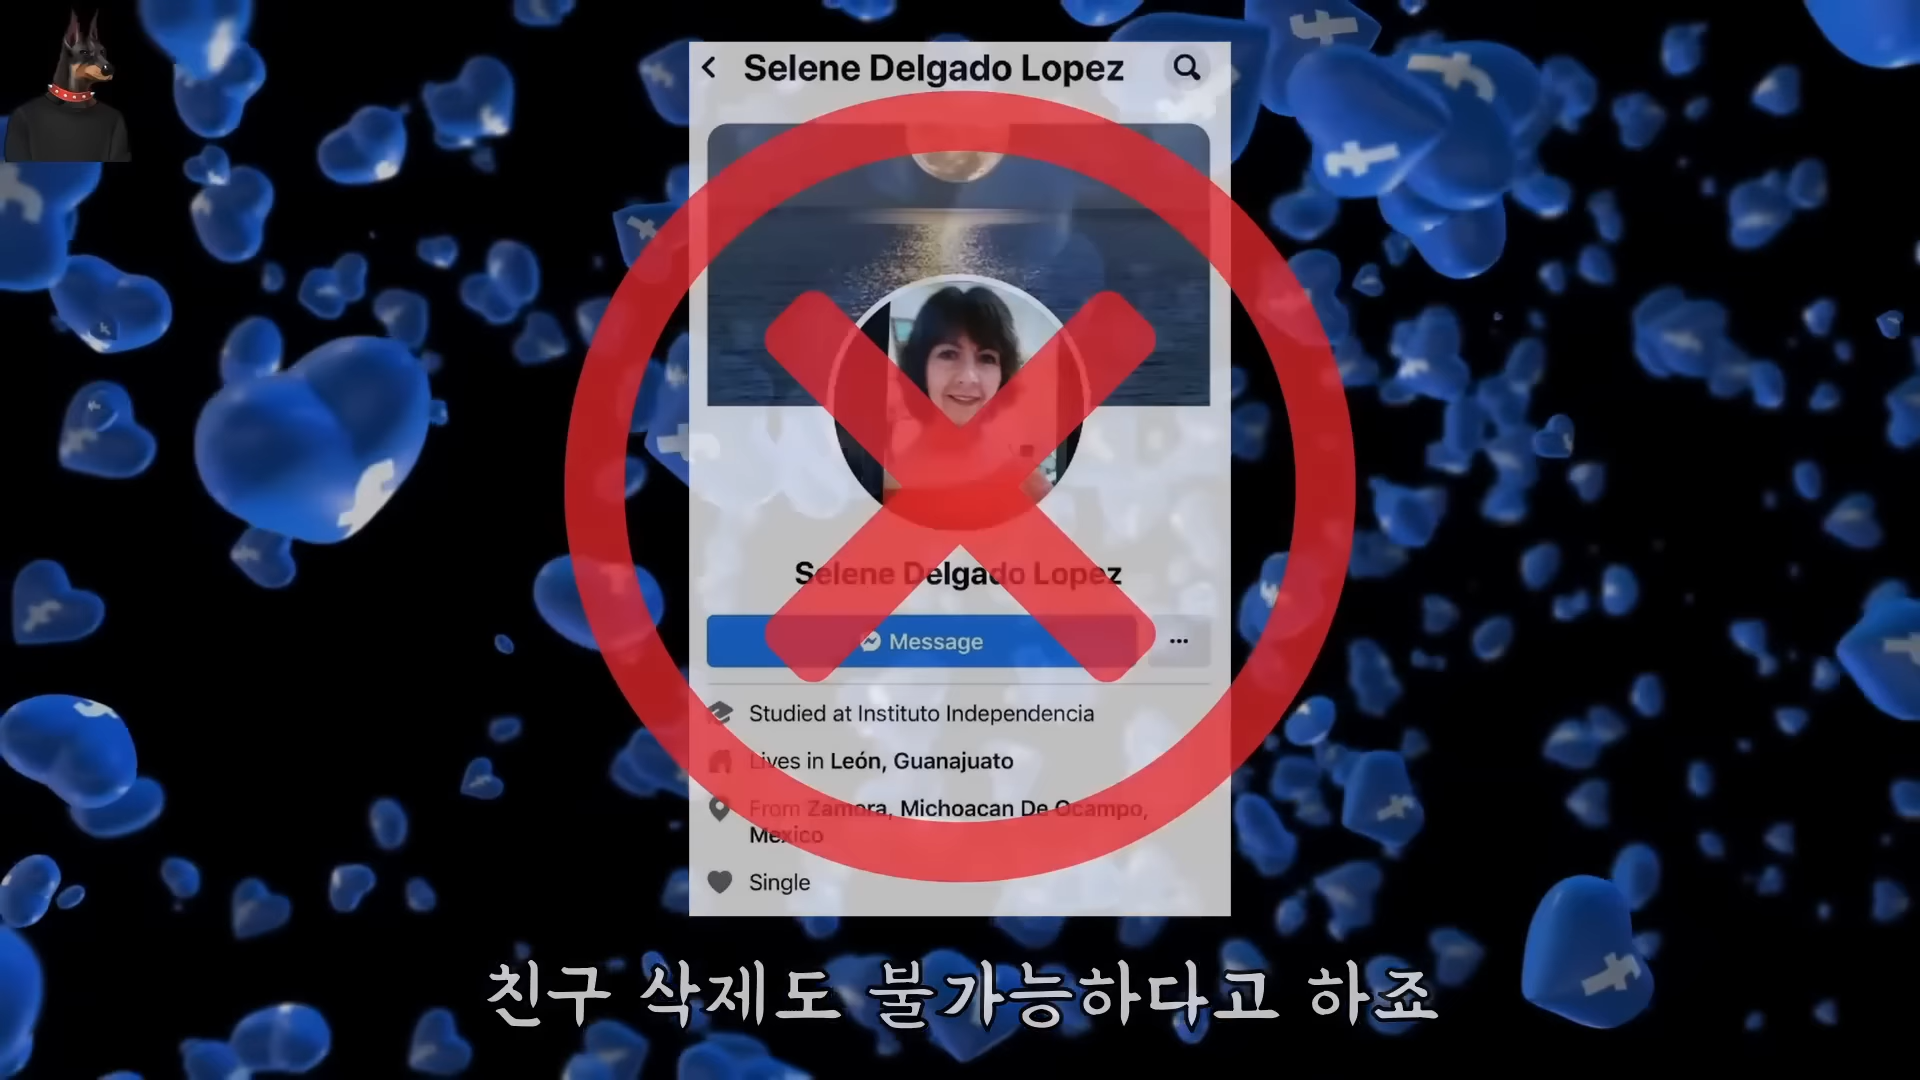 Selene Delgado Lopez
Selene Delgado Lopez
Message
Studied at Instituto Independencia
Lives in León, Guanajuato
From Zamora, Michoacan De Ocampo,
Mexico
Single
친구 삭제도 불가능하다고 하죠